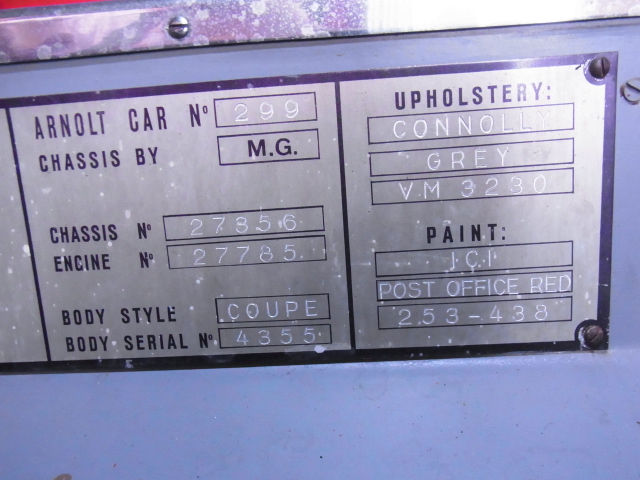 ARNOLT CAR Nº 299
CHASSIS BY M.G.
CHASSIS Nº 27856
ENGINE Nº 27785
BODY STYLE COUPE
BODY SERIAL Nº 4355
UPHOLSTERY:
CONNOLLY
GREY
VM 3230
PAINT:
I.C.I
POST OFFICE RED
253-438